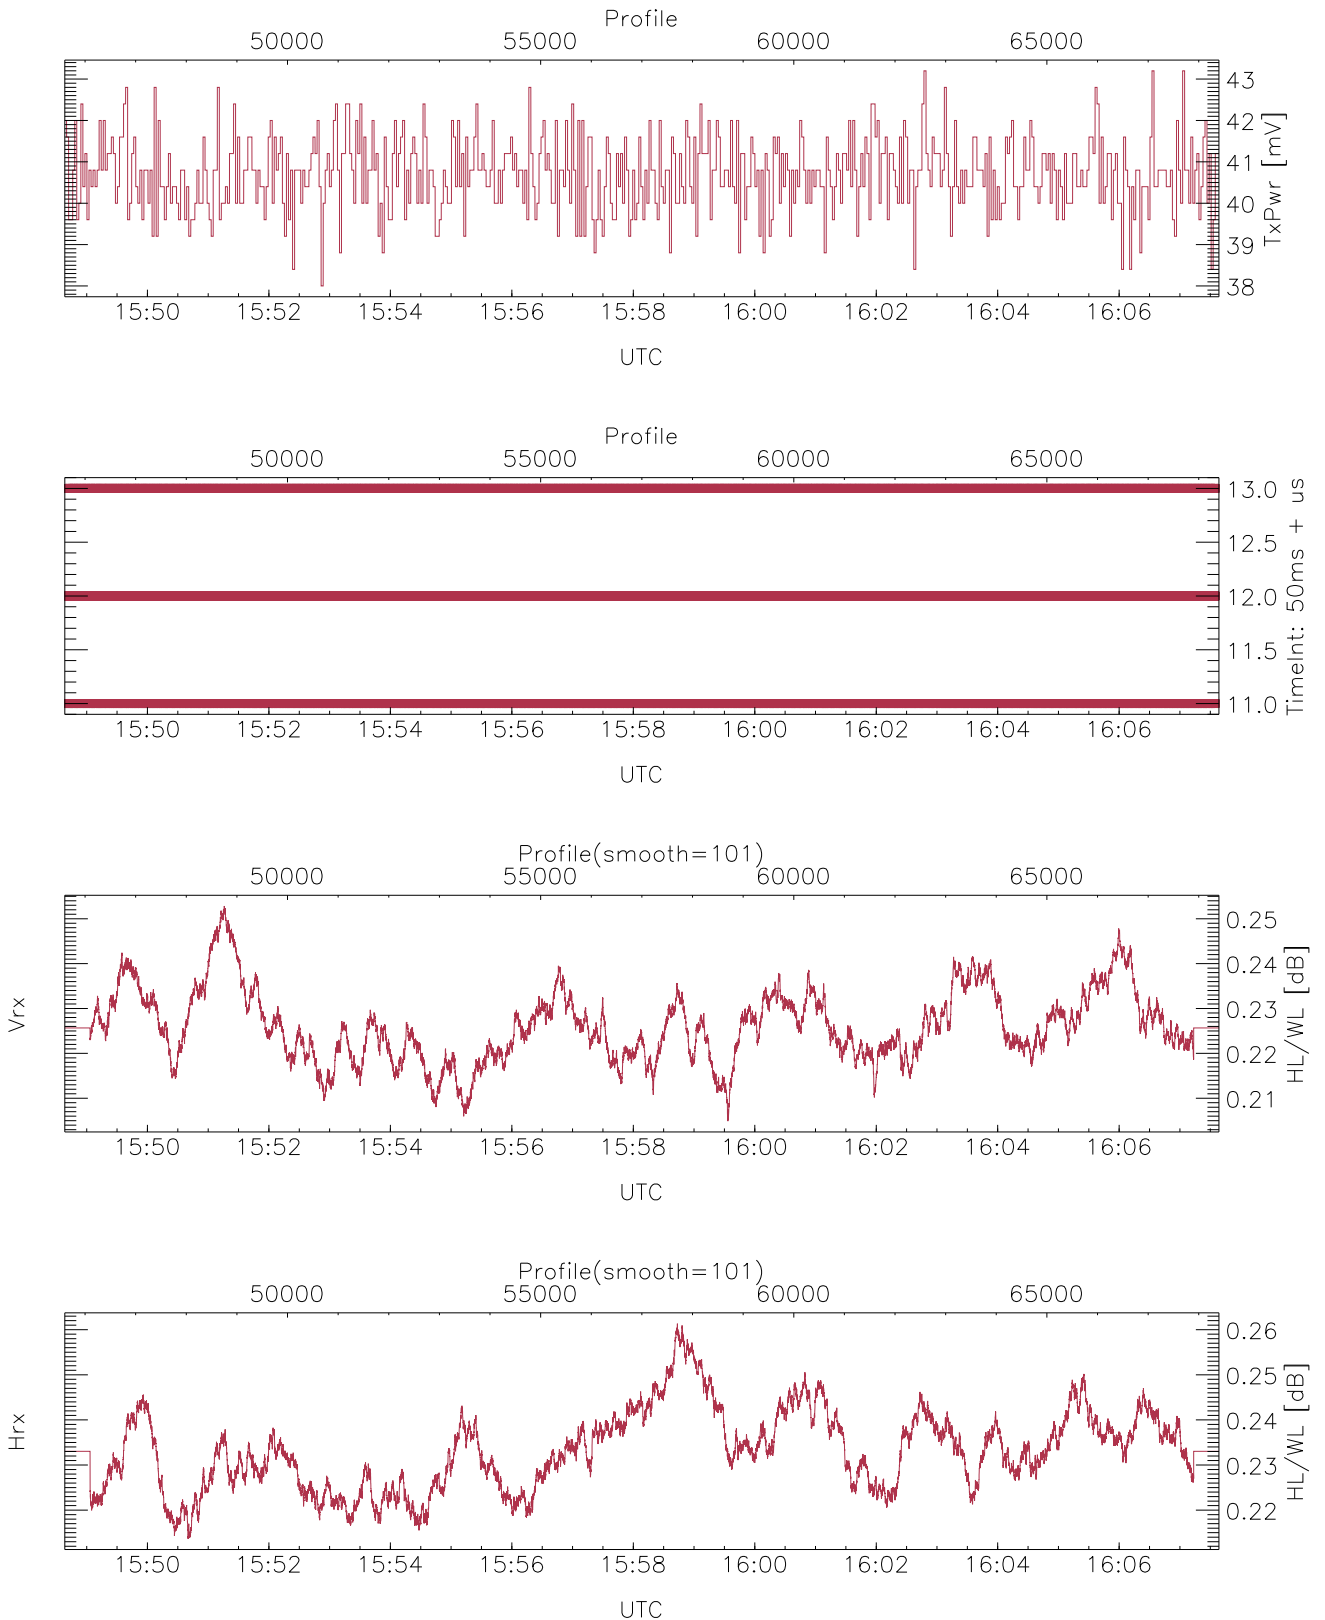 Profile
50000 55000 60000 65000
43
42
41
40
39
38
TxPwr [mV]
15:50 15:52 15:54 15:56 15:58 16:00 16:02 16:04 16:06
UTC
Profile
50000 55000 60000 65000
13.0
12.5
12.0
11.5
11.0
TimeInt: 50ms + us
15:50 15:52 15:54 15:56 15:58 16:00 16:02 16:04 16:06
UTC
Profile(smooth=101)
50000 55000 60000 65000
Vrx
0.25
0.24
0.23
0.22
0.21
HL/WL [dB]
15:50 15:52 15:54 15:56 15:58 16:00 16:02 16:04 16:06
UTC
Profile(smooth=101)
50000 55000 60000 65000
Hrx
0.26
0.25
0.24
0.23
0.22
HL/WL [dB]
15:50 15:52 15:54 15:56 15:58 16:00 16:02 16:04 16:06
UTC